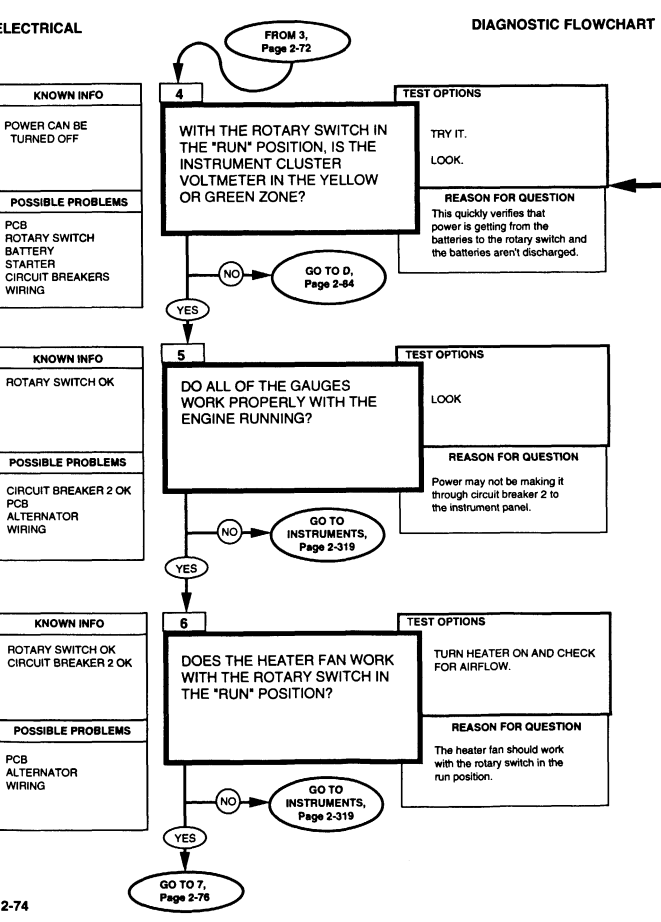 ELECTRICAL
DIAGNOSTIC FLOWCHART
FROM 3,
Page 2-72
KNOWN INFO
POWER CAN BE
TURNED OFF
POSSIBLE PROBLEMS
PCB
ROTARY SWITCH
BATTERY
STARTER
CIRCUIT BREAKERS
WIRING
4
WITH THE ROTARY SWITCH IN
THE "RUN" POSITION, IS THE
INSTRUMENT CLUSTER
VOLTMETER IN THE YELLOW
OR GREEN ZONE?
TEST OPTIONS
TRY IT.
LOOK.
REASON FOR QUESTION
This quickly verifies that
power is getting from the
batteries to the rotary switch and
the batteries aren't discharged.
NO
GO TO D,
Page 2-84
YES
KNOWN INFO
ROTARY SWITCH OK
POSSIBLE PROBLEMS
CIRCUIT BREAKER 2 OK
PCB
ALTERNATOR
WIRING
5
DO ALL OF THE GAUGES
WORK PROPERLY WITH THE
ENGINE RUNNING?
TEST OPTIONS
LOOK
REASON FOR QUESTION
Power may not be making it
through circuit breaker 2 to
the instrument panel.
NO
GO TO
INSTRUMENTS,
Page 2-319
YES
KNOWN INFO
ROTARY SWITCH OK
CIRCUIT BREAKER 2 OK
POSSIBLE PROBLEMS
PCB
ALTERNATOR
WIRING
6
DOES THE HEATER FAN WORK
WITH THE ROTARY SWITCH IN
THE "RUN" POSITION?
TEST OPTIONS
TURN HEATER ON AND CHECK
FOR AIRFLOW.
REASON FOR QUESTION
The heater fan should work
with the rotary switch in the
run position.
NO
GO TO
INSTRUMENTS,
Page 2-319
YES
GO TO 7,
Page 2-76
2-74